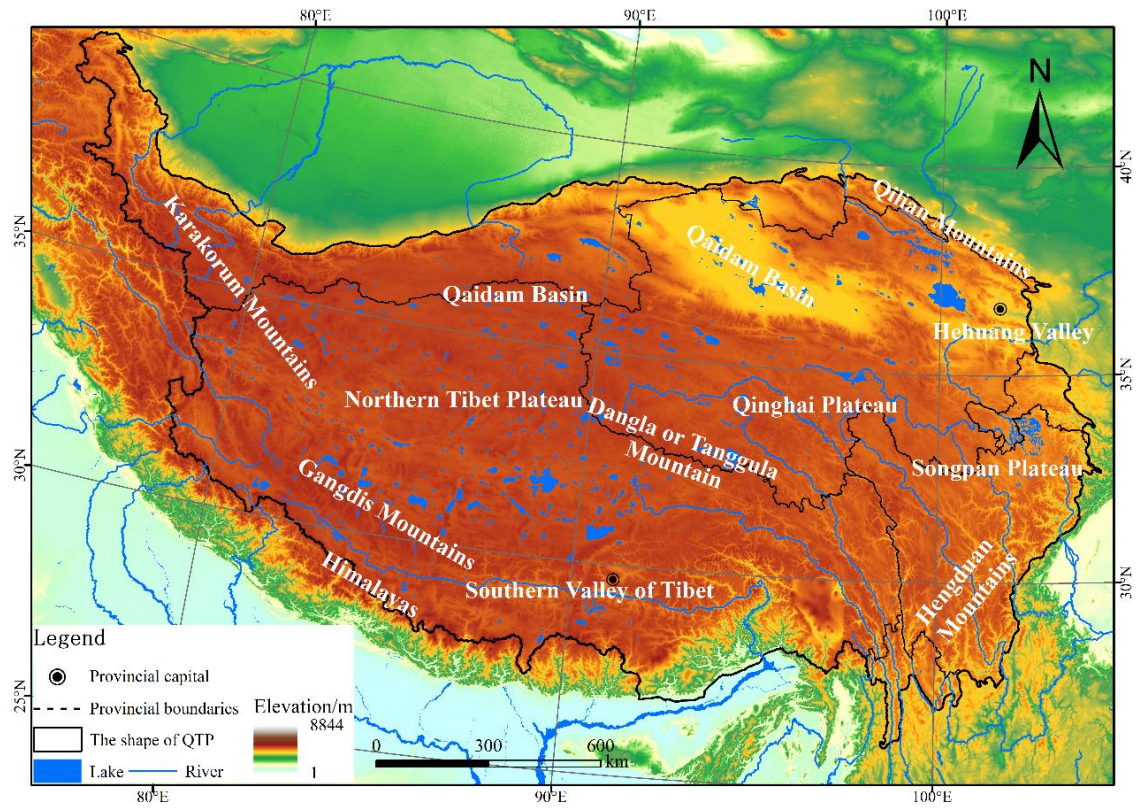 80°E
90°E
100°E
N
40°N
35°N
Qilian Mountains
Karakorum Mountains
Qaidam Basin
Qaidam Basin
Hehuang Valley
35°N
Northern Tibet Plateau
Dangla or Tanggula
Mountain
Qinghai Plateau
30°N
Songpan Plateau
Gangdis Mountains
Himalayas
Southern Valley of Tibet
Hengduan
Mountains
30°N
Legend
Provincial capital
Provincial boundaries
The shape of QTP
Lake
River
Elevation/m
8844
1
0
300
600
km
25°N
25°N
80°E
90°E
100°E